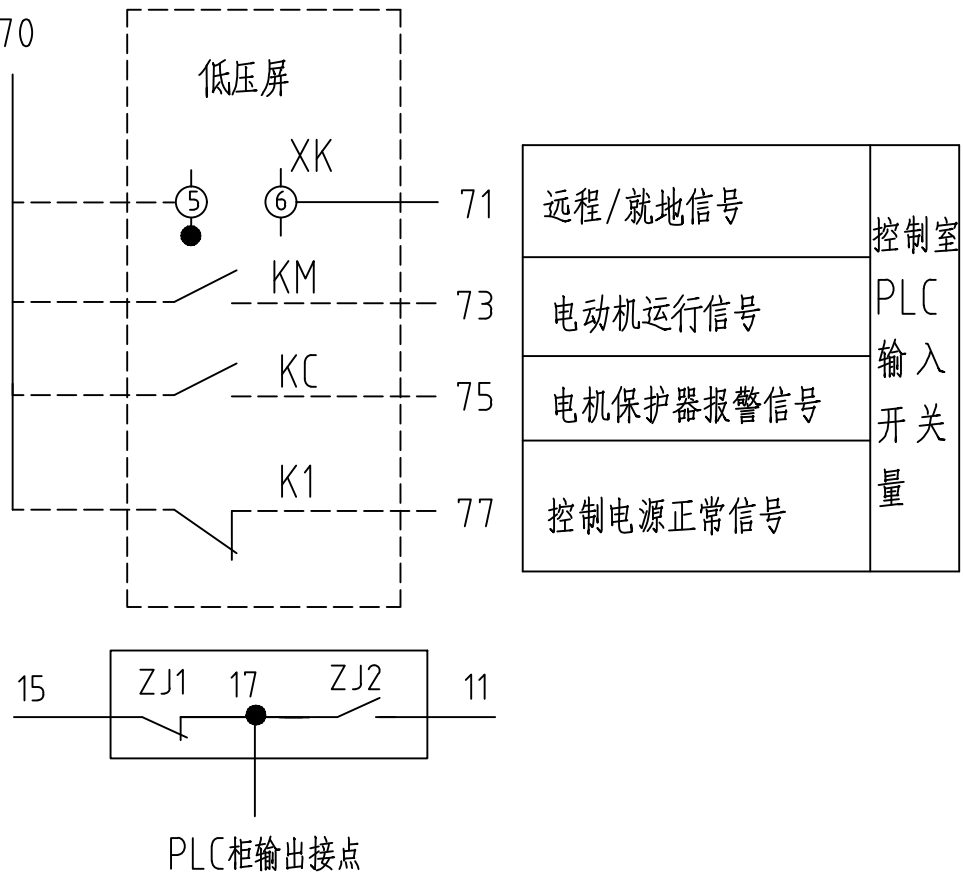 70
低压屏
XK
5
6
71
远程/就地信号
KM
73
电动机运行信号
KC
75
电机保护器报警信号
K1
77
控制电源正常信号
控制室
PLC
输入
开关
量
15
ZJ1
17
ZJ2
11
PLC柜输出接点